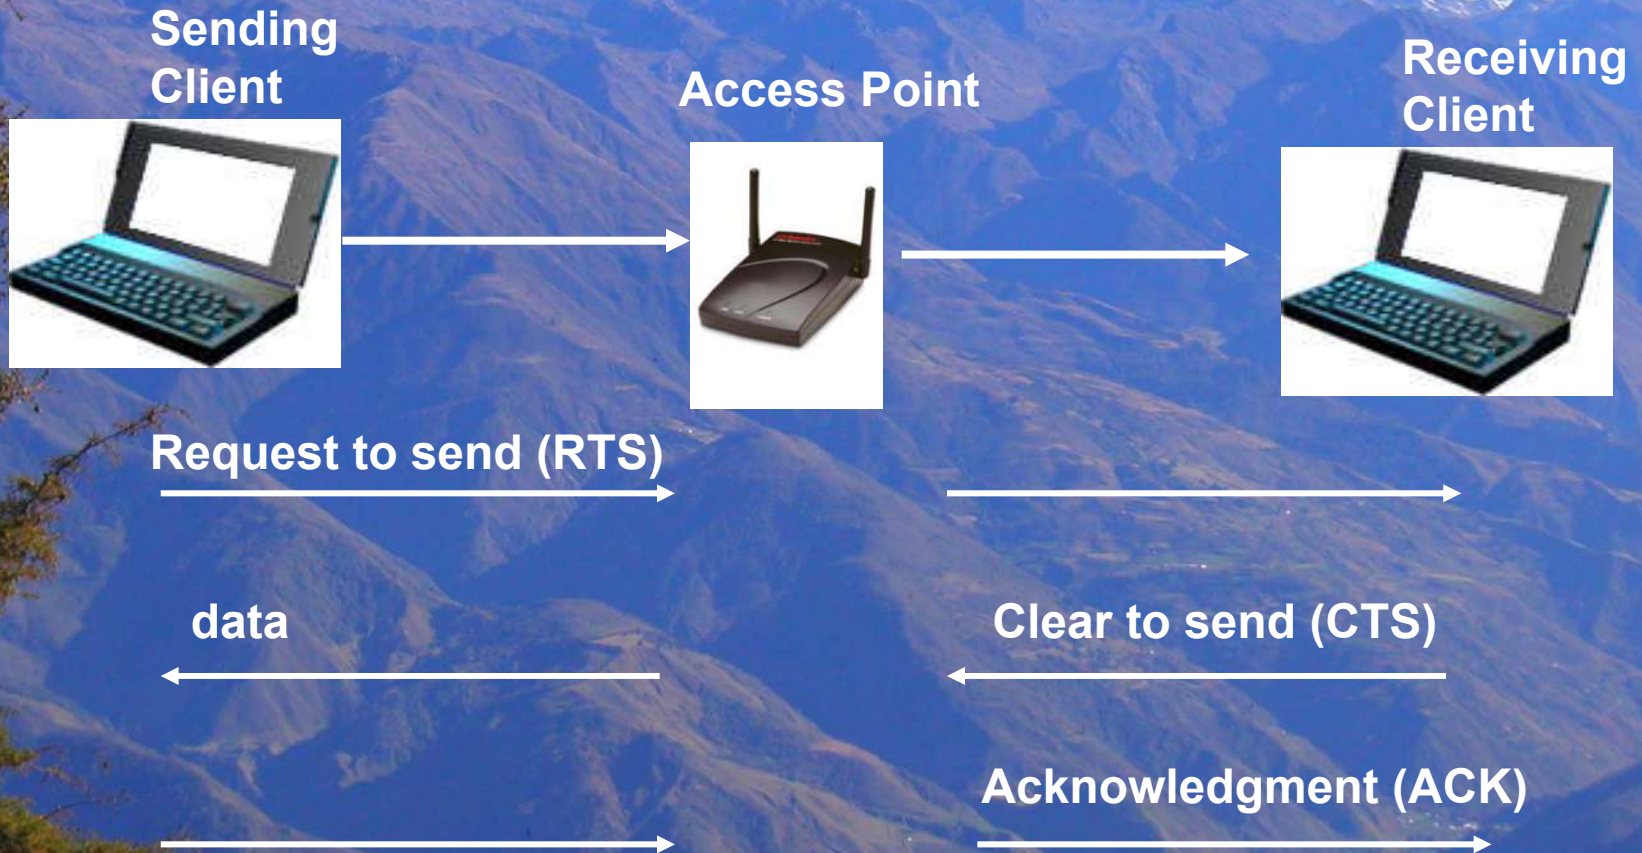 Sending
Client
Access Point
Receiving
Client
Request to send (RTS)
data
Clear to send (CTS)
Acknowledgment (ACK)